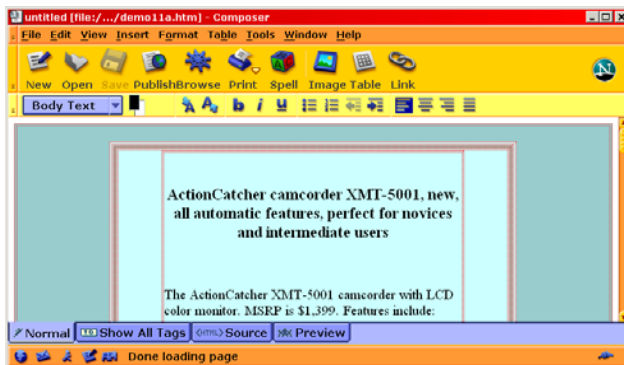 untitled [file:/.../demo11a.htm] - Composer
File Edit View Insert Format Table Tools Window Help
New Open Save Publish Browse Print Spell Image Table Link
N
Body Text A A b i u
ActionCatcher camcorder XMT-5001, new,
all automatic features, perfect for novices
and intermediate users
The ActionCatcher XMT-5001 camcorder with LCD
color monitor. MSRP is $1,399. Features include:
Normal Show All Tags <HTML> Source Preview
Done loading page